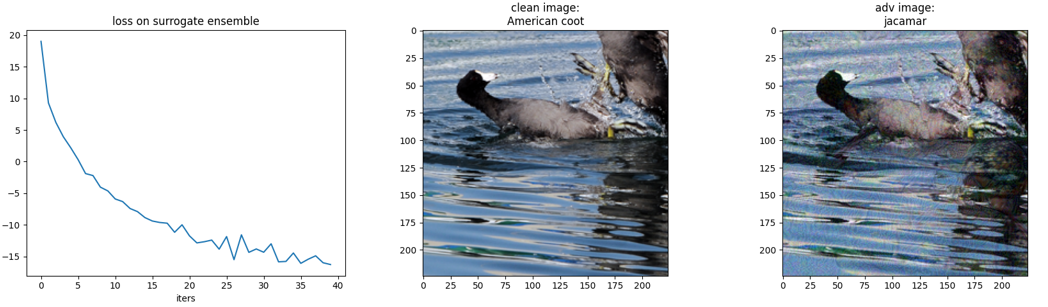 loss on surrogate ensemble
20
15
10
5
0
−5
−10
−15
0 5 10 15 20 25 30 35 40
iters
clean image:
American coot
0
25
50
75
100
125
150
175
200
0 25 50 75 100 125 150 175 200
adv image:
jacamar
0
25
50
75
100
125
150
175
200
0 25 50 75 100 125 150 175 200